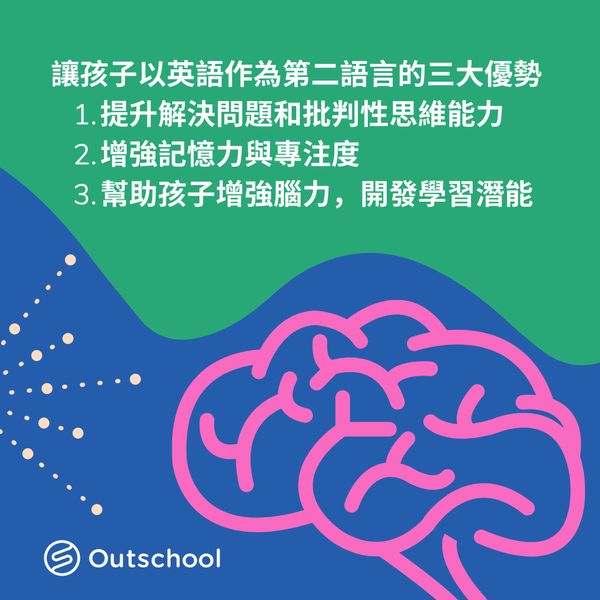 讓孩子以英語作為第二語言的三大優勢
1. 提升解決問題和批判性思維能力
2. 增強記憶力與專注度
3. 幫助孩子增強腦力，開發學習潛能
Outschool